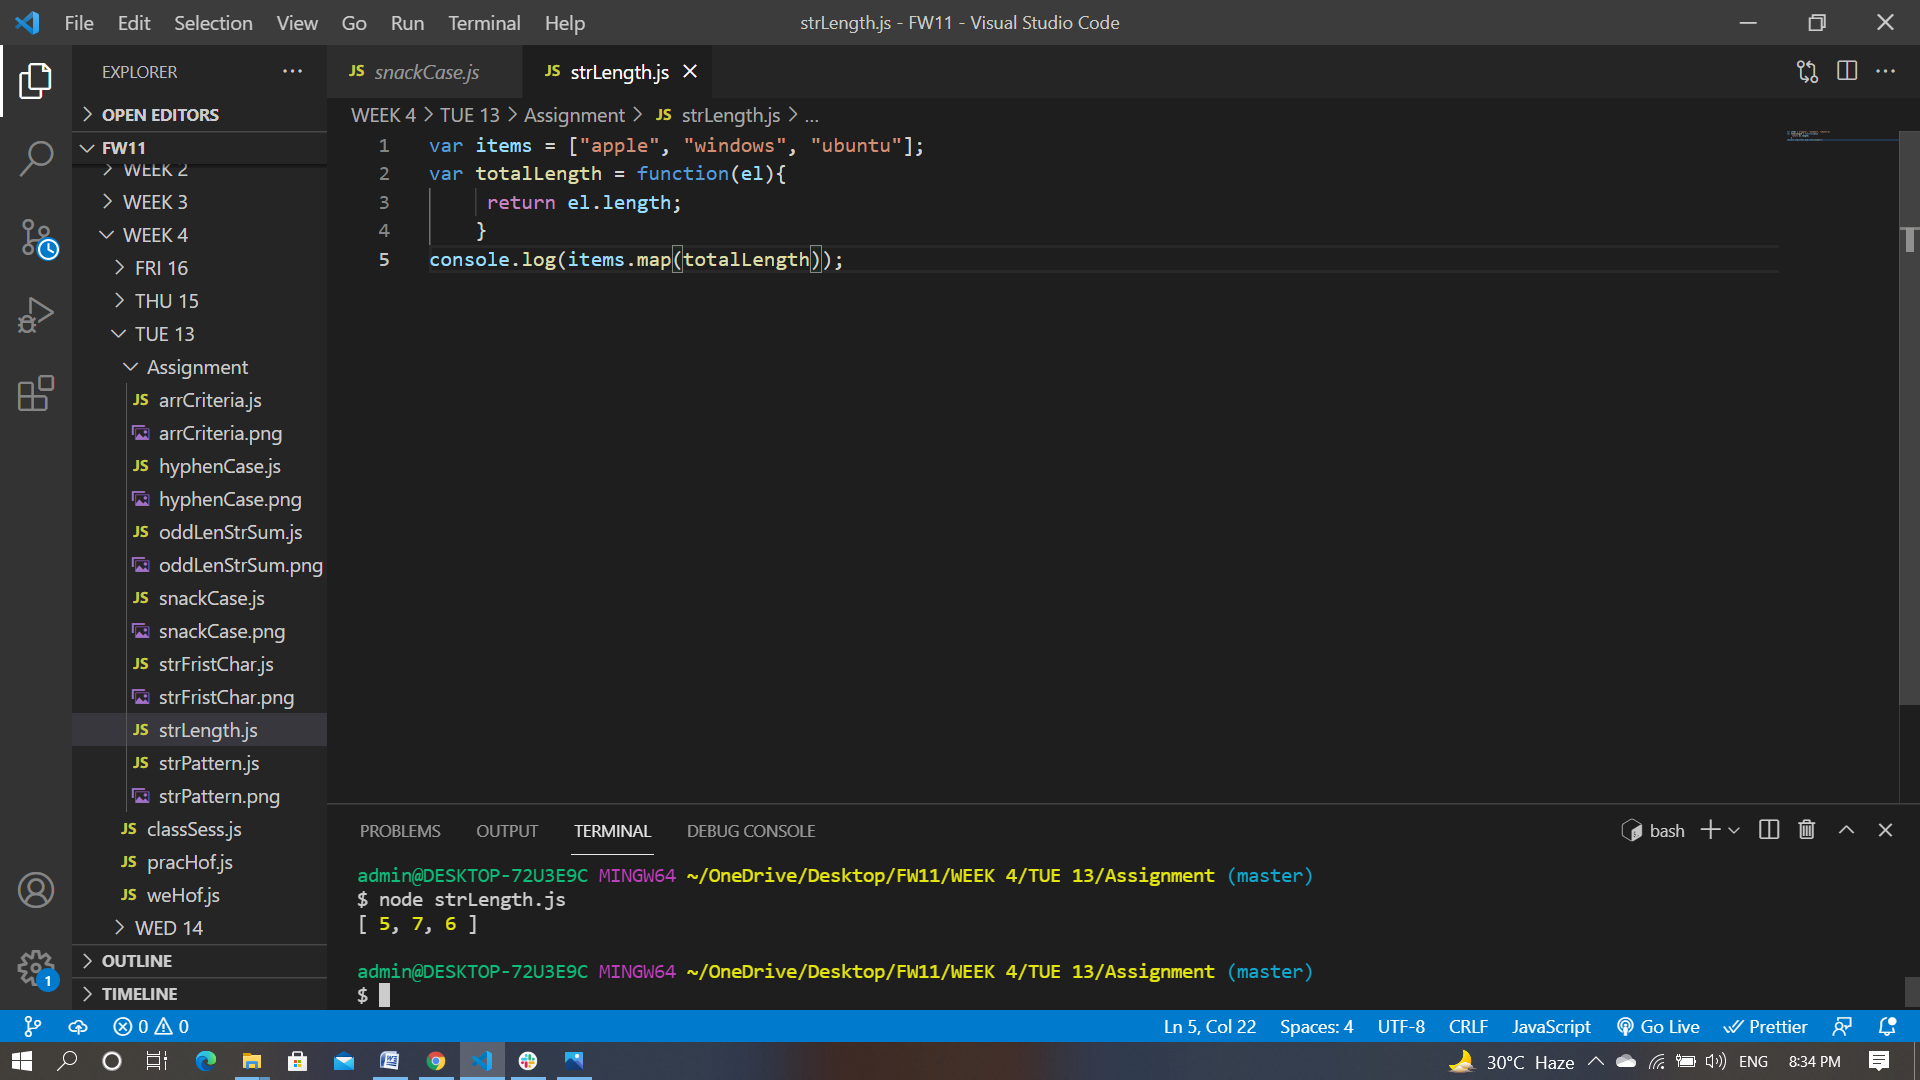 File Edit Selection View Go Run Terminal Help
strLength.js - FW11 - Visual Studio Code
EXPLORER
OPEN EDITORS
FW11
WEEK 2
WEEK 3
WEEK 4
FRI 16
THU 15
TUE 13
Assignment
JS arrCriteria.js
arrCriteria.png
JS hyphenCase.js
hyphenCase.png
JS oddLenStrSum.js
oddLenStrSum.png
JS snackCase.js
snackCase.png
JS strFristChar.js
strFristChar.png
JS strLength.js
JS strPattern.js
strPattern.png
JS classSess.js
JS pracHof.js
JS weHof.js
WED 14
OUTLINE
TIMELINE
1
JS snackCase.js
JS strLength.js
WEEK 4 > TUE 13 > Assignment > JS strLength.js > ...
1 var items = ["apple", "windows", "ubuntu"];
2 var totalLength = function(el){
3 return el.length;
4 }
5 console.log(items.map(totalLength));
PROBLEMS OUTPUT TERMINAL DEBUG CONSOLE
bash
admin@DESKTOP-72U3E9C MINGW64 ~/OneDrive/Desktop/FW11/WEEK 4/TUE 13/Assignment (master)
$ node strLength.js
[ 5, 7, 6 ]
admin@DESKTOP-72U3E9C MINGW64 ~/OneDrive/Desktop/FW11/WEEK 4/TUE 13/Assignment (master)
$
0 0
Ln 5, Col 22 Spaces: 4 UTF-8 CRLF JavaScript Go Live Prettier
30°C Haze ENG 8:34 PM